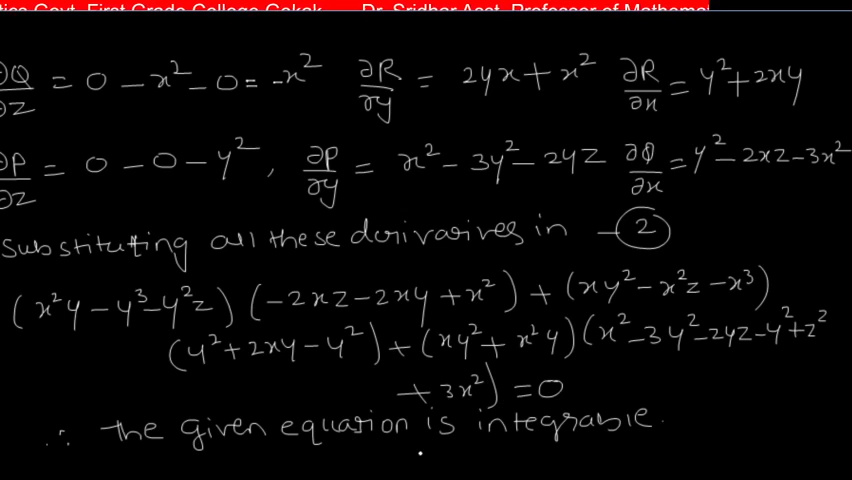 tics Govt. First Grade College Gokak Dr. Sridhar Asst. Professor of Mathemat
∂Q/∂z = 0 - x² - 0 = -x² ∂R/∂y = 2yx + x² ∂R/∂x = y² + 2xy
∂P/∂z = 0 - 0 - y², ∂P/∂y = x² - 3y² - 2yz ∂Q/∂x = y² - 2xz - 3x²
substituting all these derivatives in - ②
(x²y - y³ - y²z) (-2xz - 2xy + x²) + (xy² - x²z - x³)
(y² + 2xy - y²) + (xy² + x²y) (x² - 3y² - 2yz - y² + z²
+ 3x²) = 0
∴ the given equation is integrable.